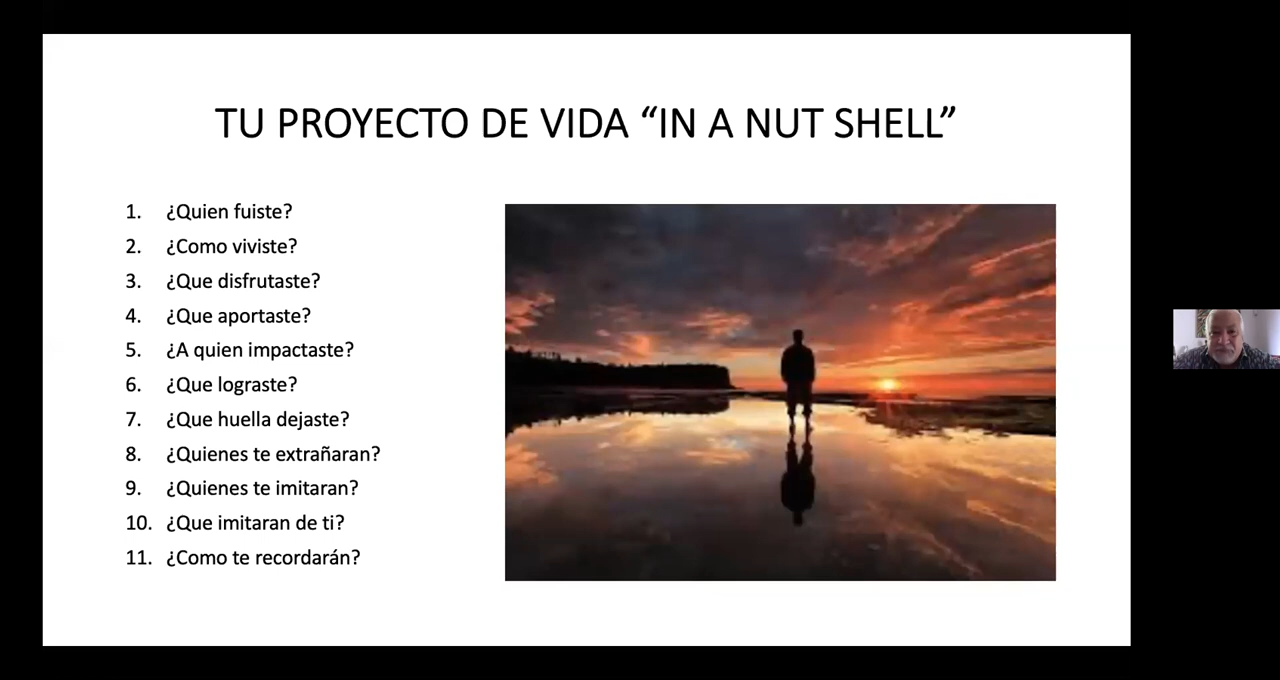 TU PROYECTO DE VIDA “IN A NUT SHELL”
1. ¿Quien fuiste?
2. ¿Como viviste?
3. ¿Que disfrutaste?
4. ¿Que aportaste?
5. ¿A quien impactaste?
6. ¿Que lograste?
7. ¿Que huella dejaste?
8. ¿Quienes te extrañaran?
9. ¿Quienes te imitaran?
10. ¿Que imitaran de ti?
11. ¿Como te recordarán?